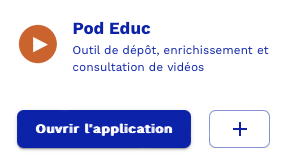 Pod Educ
Outil de dépôt, enrichissement et
consultation de vidéos
Ouvrir l'application